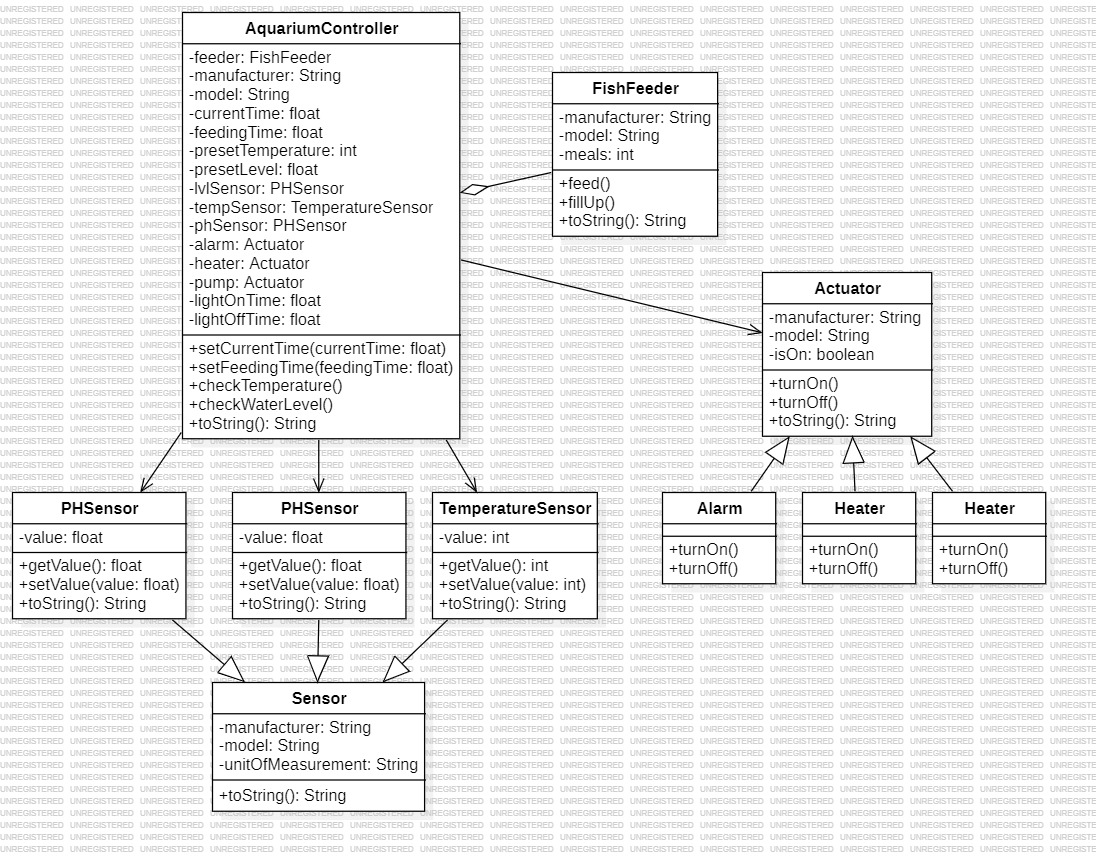 AquariumController
-feeder: FishFeeder
-manufacturer: String
-model: String
-currentTime: float
-feedingTime: float
-presetTemperature: int
-presetLevel: float
-lvlSensor: PHSensor
-tempSensor: TemperatureSensor
-phSensor: PHSensor
-alarm: Actuator
-heater: Actuator
-pump: Actuator
-lightOnTime: float
-lightOffTime: float
+setCurrentTime(currentTime: float)
+setFeedingTime(feedingTime: float)
+checkTemperature()
+checkWaterLevel()
+toString(): String
FishFeeder
-manufacturer: String
-model: String
-meals: int
+feed()
+fillUp()
+toString(): String
Actuator
-manufacturer: String
-model: String
-isOn: boolean
+turnOn()
+turnOff()
+toString(): String
PHSensor
-value: float
+getValue(): float
+setValue(value: float)
+toString(): String
PHSensor
-value: float
+getValue(): float
+setValue(value: float)
+toString(): String
TemperatureSensor
-value: int
+getValue(): int
+setValue(value: int)
+toString(): String
Alarm
+turnOn()
+turnOff()
Heater
+turnOn()
+turnOff()
Heater
+turnOn()
+turnOff()
Sensor
-manufacturer: String
-model: String
-unitOfMeasurement: String
+toString(): String
UNREGISTERED